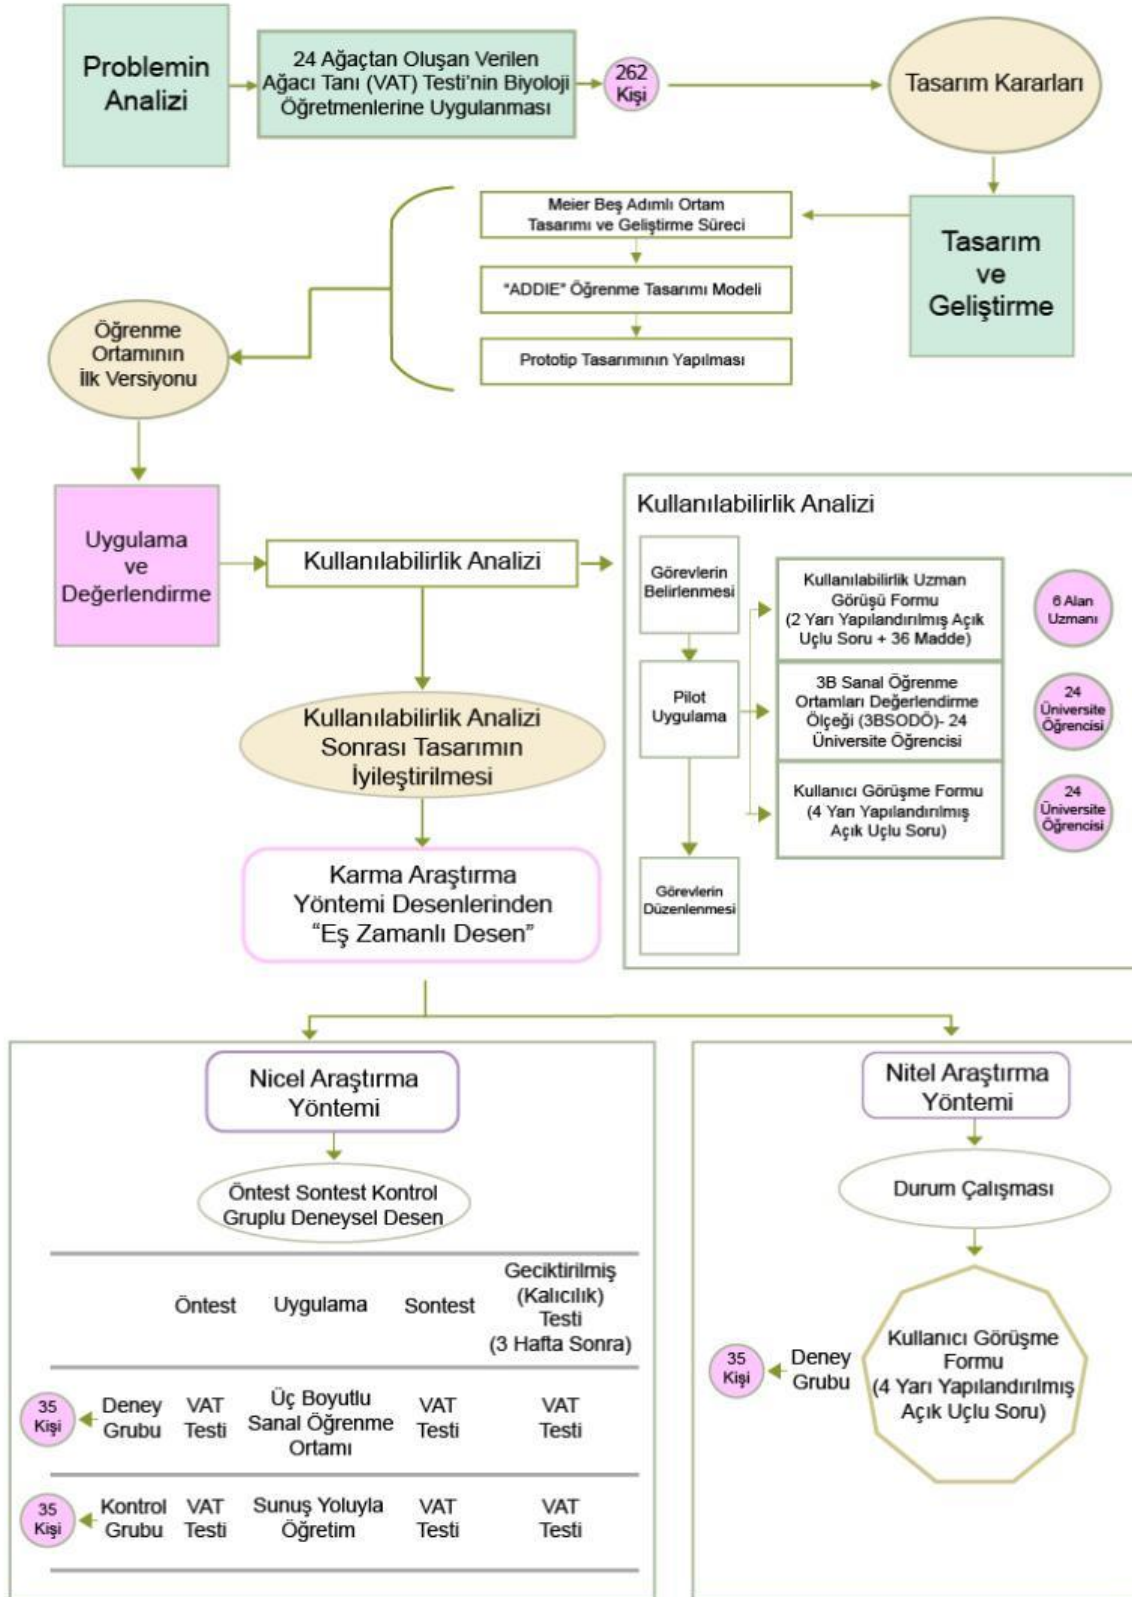 Problemin
Analizi
24 Ağaçtan Oluşan Verilen
Ağacı Tanı (VAT) Testi'nin Biyoloji
Öğretmenlerine Uygulanması
262
Kişi
Tasarım Kararları
Meier Beş Adımlı Ortam
Tasarımı ve Geliştirme Süreci
"ADDIE" Öğrenme Tasarımı Modeli
Prototip Tasarımının Yapılması
Tasarım
ve
Geliştirme
Öğrenme
Ortamının
İlk Versiyonu
Uygulama
ve
Değerlendirme
Kullanılabilirlik Analizi
Kullanılabilirlik Analizi
Görevlerin
Belirlenmesi
Pilot
Uygulama
Görevlerin
Düzenlenmesi
Kullanılabilirlik Uzman
Görüşü Formu
(2 Yarı Yapılandırılmış Açık
Uçlu Soru + 36 Madde)
6 Alan
Uzmanı
3B Sanal Öğrenme
Ortamları Değerlendirme
Ölçeği (3BSODÖ)- 24
Üniversite Öğrencisi
24
Üniversite
Öğrencisi
Kullanıcı Görüşme Formu
(4 Yarı Yapılandırılmış
Açık Uçlu Soru)
24
Üniversite
Öğrencisi
Kullanılabilirlik Analizi
Sonrası Tasarımın
İyileştirilmesi
Karma Araştırma
Yöntemi Desenlerinden
"Eş Zamanlı Desen"
Nicel Araştırma
Yöntemi
Öntest Sontest Kontrol
Gruplu Deneysel Desen
Öntest Uygulama Sontest
Geciktirilmiş
(Kalıcılık)
Testi
(3 Hafta Sonra)
35
Kişi
Deney
Grubu
VAT
Testi
Üç Boyutlu
Sanal Öğrenme
Ortamı
VAT
Testi
VAT
Testi
35
Kişi
Kontrol
Grubu
VAT
Testi
Sunuş Yoluyla
Öğretim
VAT
Testi
VAT
Testi
Nitel Araştırma
Yöntemi
Durum Çalışması
Kullanıcı Görüşme
Formu
(4 Yarı Yapılandırılmış
Açık Uçlu Soru)
Deney
Grubu
35
Kişi